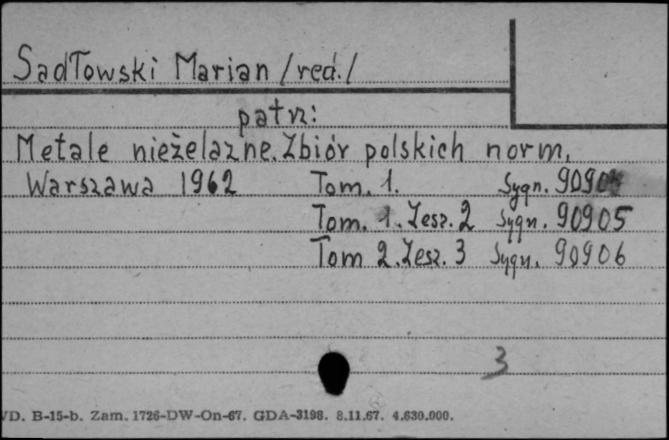 Sadłowski Marian /red./
patrz:
Metale nieżelazne. Zbiór polskich norm.
Warszawa 1962 Tom. 1. Sygn. 90904
Tom. 1. Zesz. 2 Sygn. 90905
Tom 2. Zesz. 3 Sygn. 90906
3
VD. B-15-b. Zam. 1726-DW-On-67. GDA-3198. 8.11.67. 4.630.000.